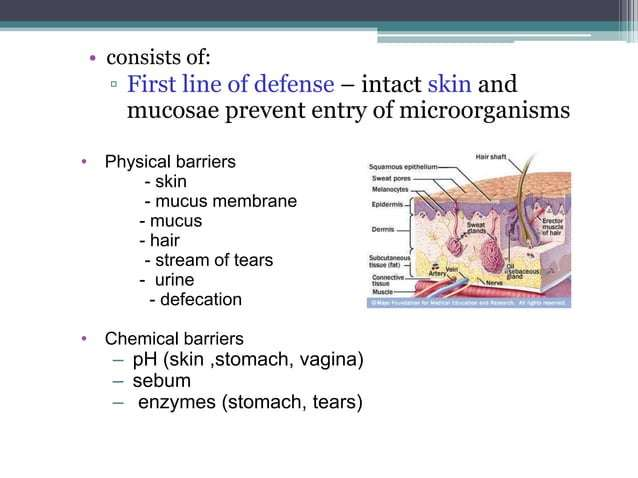 • consists of:
▫ First line of defense – intact skin and
mucosae prevent entry of microorganisms
• Physical barriers
- skin
- mucus membrane
- mucus
- hair
- stream of tears
- urine
- defecation
• Chemical barriers
– pH (skin ,stomach, vagina)
– sebum
– enzymes (stomach, tears)
Hair shaft
Squamous epithelium
Sweat pores
Melanocytes
Epidermis
Dermis
Sweat
glands
Erector
muscle
of hair
Subcutaneous
tissue (fat)
Oil
(sebaceous)
gland
Vein
Artery
Nerve
Connective
tissue
Muscle
© Mayo Foundation for Medical Education and Research. All rights reserved.